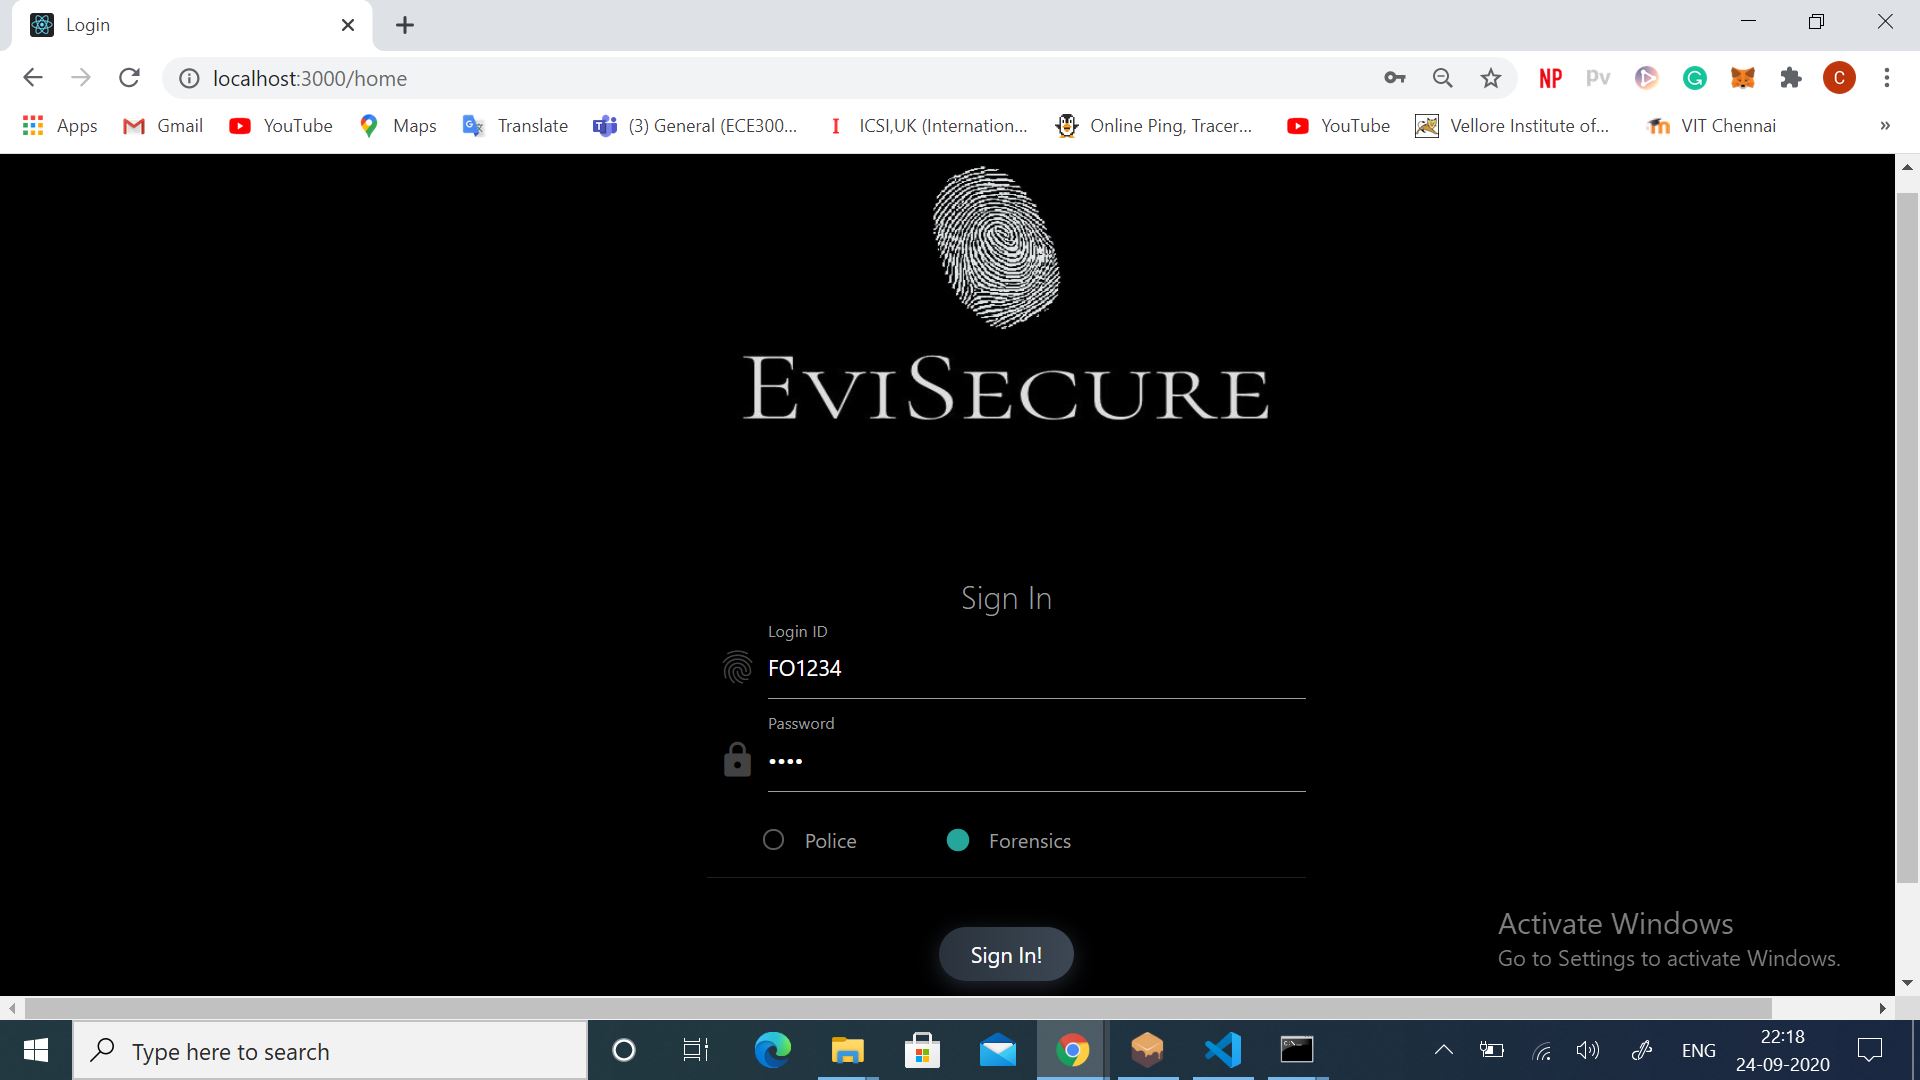 Login
localhost:3000/home
NP
pv
G
C
Apps
Gmail
YouTube
Maps
Translate
(3) General (ECE300...
I
ICSI,UK (Internation...
Online Ping, Tracer...
YouTube
Vellore Institute of...
VIT Chennai
»
EVISECURE
Sign In
Login ID
FO1234
Password
••••
Police
Forensics
Sign In!
Activate Windows
Go to Settings to activate Windows.
Type here to search
ENG
22:18
24-09-2020